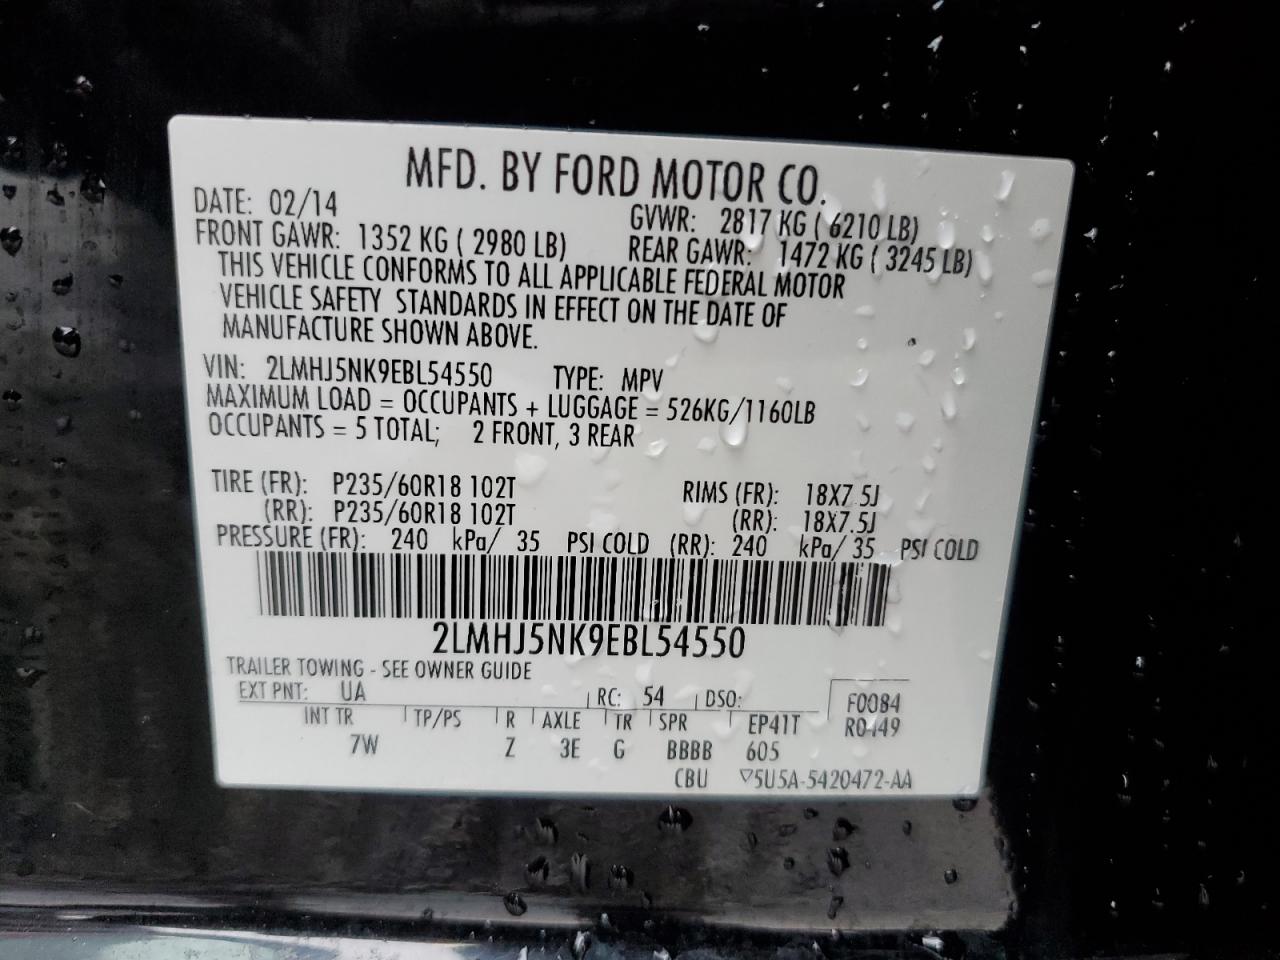 MFD. BY FORD MOTOR CO.
DATE: 02/14 GVWR: 2817 KG ( 6210 LB)
FRONT GAWR: 1352 KG ( 2980 LB) REAR GAWR: 1472 KG ( 3245 LB)
THIS VEHICLE CONFORMS TO ALL APPLICABLE FEDERAL MOTOR
VEHICLE SAFETY STANDARDS IN EFFECT ON THE DATE OF
MANUFACTURE SHOWN ABOVE.
VIN: 2LMHJ5NK9EBL54550 TYPE: MPV
MAXIMUM LOAD = OCCUPANTS + LUGGAGE = 526KG/1160LB
OCCUPANTS = 5 TOTAL; 2 FRONT, 3 REAR
TIRE (FR): P235/60R18 102T RIMS (FR): 18X7.5J
(RR): P235/60R18 102T (RR): 18X7.5J
PRESSURE (FR): 240 kPa/ 35 PSI COLD (RR): 240 kPa/ 35 PSI COLD
2LMHJ5NK9EBL54550
TRAILER TOWING - SEE OWNER GUIDE
EXT PNT: UA RC: 54 DSO: F0084
INT TR TP/PS R AXLE TR SPR EP41T R0449
7W Z 3E G BBBB 605
CBU ▽5U5A-5420472-AA